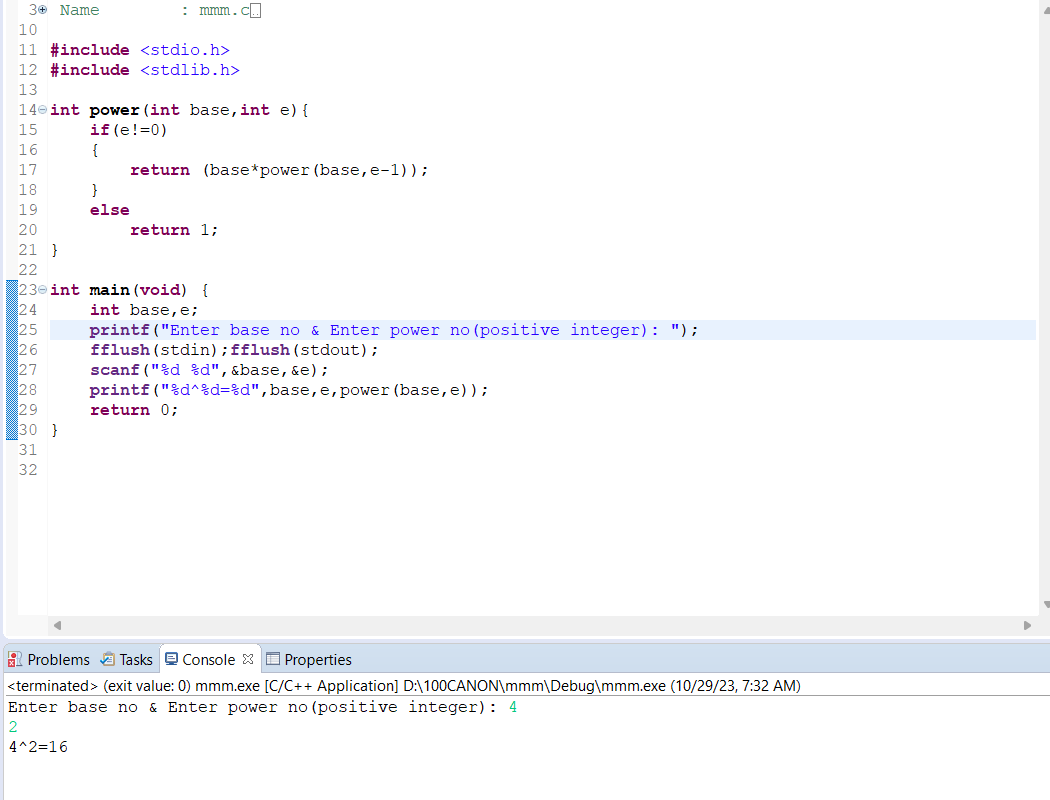 3 Name : mmm.c
10
11 #include <stdio.h>
12 #include <stdlib.h>
13
14 int power(int base,int e){
15 if(e!=0)
16 {
17 return (base*power(base,e-1));
18 }
19 else
20 return 1;
21 }
22
23 int main(void) {
24 int base,e;
25 printf("Enter base no & Enter power no(positive integer): ");
26 fflush(stdin);fflush(stdout);
27 scanf("%d %d",&base,&e);
28 printf("%d^%d=%d",base,e,power(base,e));
29 return 0;
30 }
31
32
Problems Tasks Console Properties
<terminated> (exit value: 0) mmm.exe [C/C++ Application] D:\100CANON\mmm\Debug\mmm.exe (10/29/23, 7:32 AM)
Enter base no & Enter power no(positive integer): 4
2
4^2=16